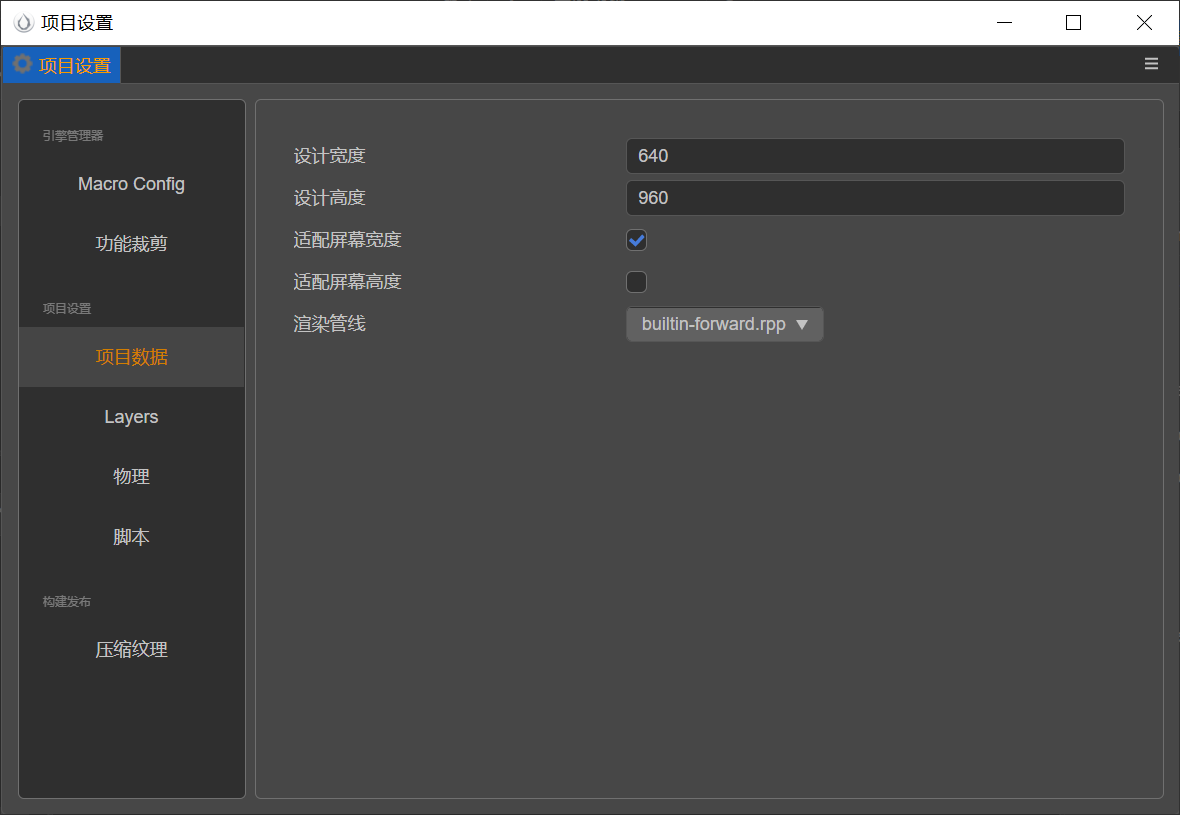 项目设置
项目设置
引擎管理器
Macro Config
功能裁剪
项目设置
项目数据
Layers
物理
脚本
构建发布
压缩纹理
设计宽度 640
设计高度 960
适配屏幕宽度
适配屏幕高度
渲染管线 builtin-forward.rpp